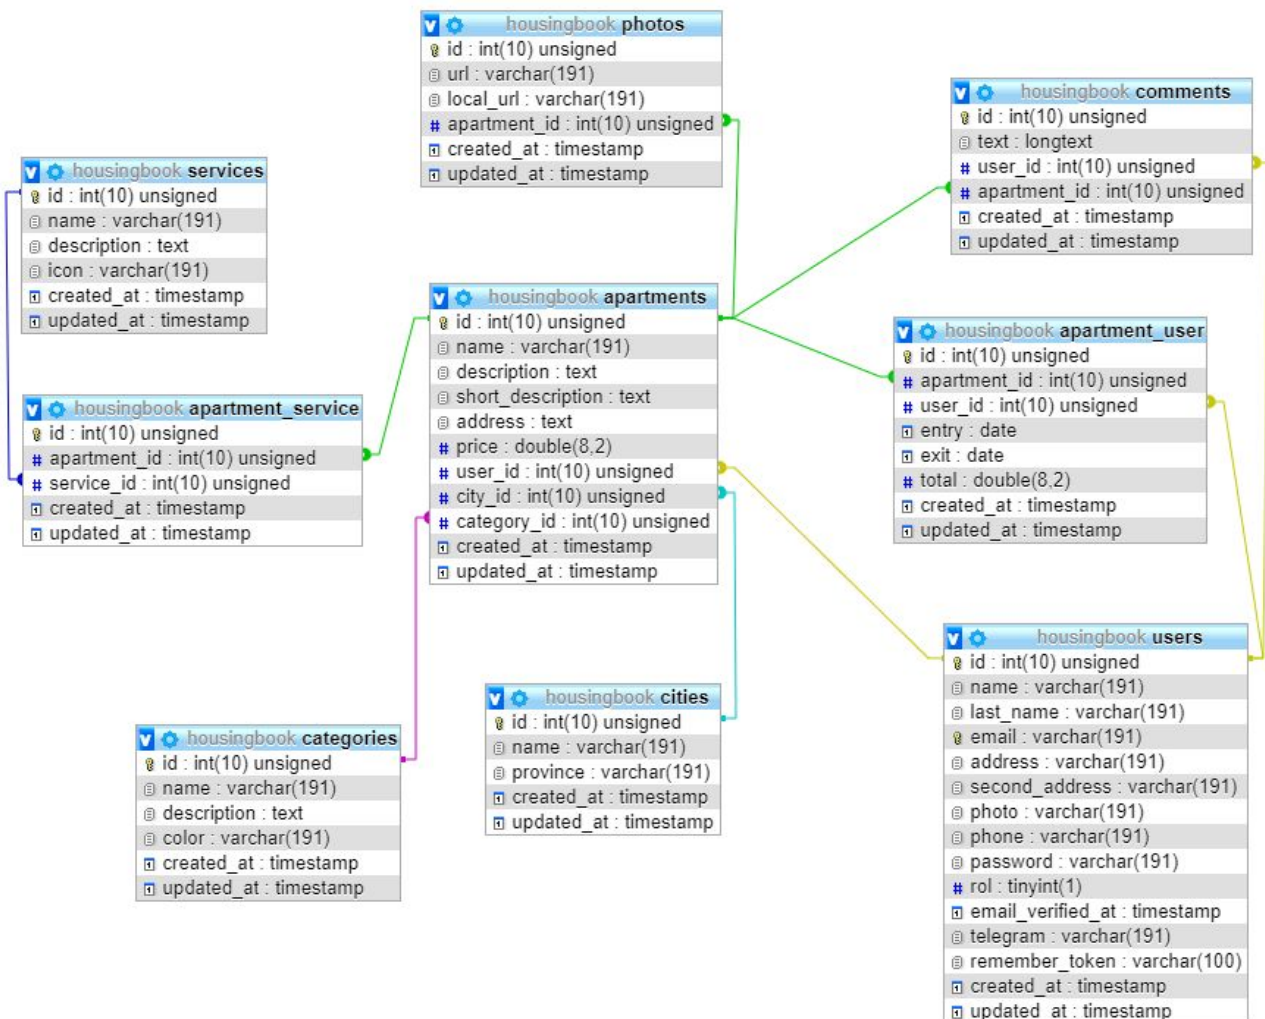 housingbook photos
id : int(10) unsigned
url : varchar(191)
local_url : varchar(191)
apartment_id : int(10) unsigned
created_at : timestamp
updated_at : timestamp
housingbook comments
id : int(10) unsigned
text : longtext
user_id : int(10) unsigned
apartment_id : int(10) unsigned
created_at : timestamp
updated_at : timestamp
housingbook services
id : int(10) unsigned
name : varchar(191)
description : text
icon : varchar(191)
created_at : timestamp
updated_at : timestamp
housingbook apartments
id : int(10) unsigned
name : varchar(191)
description : text
short_description : text
address : text
price : double(8,2)
user_id : int(10) unsigned
city_id : int(10) unsigned
category_id : int(10) unsigned
created_at : timestamp
updated_at : timestamp
housingbook apartment_user
id : int(10) unsigned
apartment_id : int(10) unsigned
user_id : int(10) unsigned
entry : date
exit : date
total : double(8,2)
created_at : timestamp
updated_at : timestamp
housingbook apartment_service
id : int(10) unsigned
apartment_id : int(10) unsigned
service_id : int(10) unsigned
created_at : timestamp
updated_at : timestamp
housingbook users
id : int(10) unsigned
name : varchar(191)
last_name : varchar(191)
email : varchar(191)
address : varchar(191)
second_address : varchar(191)
photo : varchar(191)
phone : varchar(191)
password : varchar(191)
rol : tinyint(1)
email_verified_at : timestamp
telegram : varchar(191)
remember_token : varchar(100)
created_at : timestamp
updated_at : timestamp
housingbook cities
id : int(10) unsigned
name : varchar(191)
province : varchar(191)
created_at : timestamp
updated_at : timestamp
housingbook categories
id : int(10) unsigned
name : varchar(191)
description : text
color : varchar(191)
created_at : timestamp
updated_at : timestamp